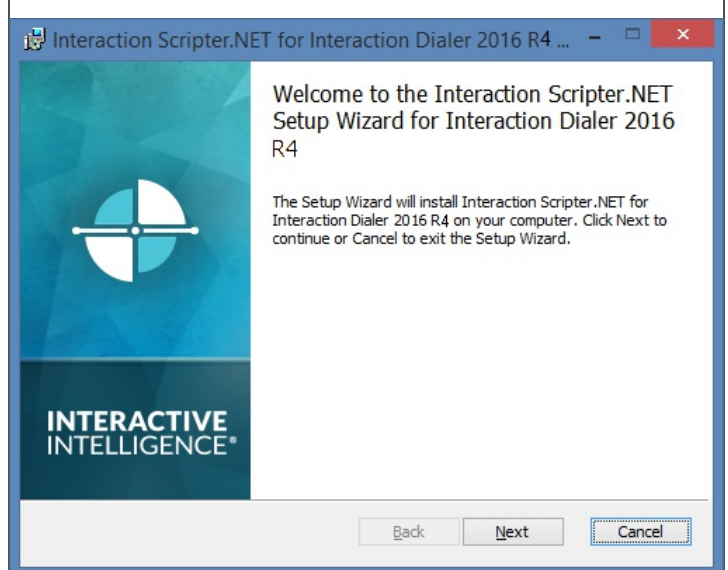 Interaction Scripter.NET for Interaction Dialer 2016 R4 ...
Welcome to the Interaction Scripter.NET
Setup Wizard for Interaction Dialer 2016
R4
The Setup Wizard will install Interaction Scripter.NET for
Interaction Dialer 2016 R4 on your computer. Click Next to
continue or Cancel to exit the Setup Wizard.
INTERACTIVE
INTELLIGENCE®
Back Next Cancel